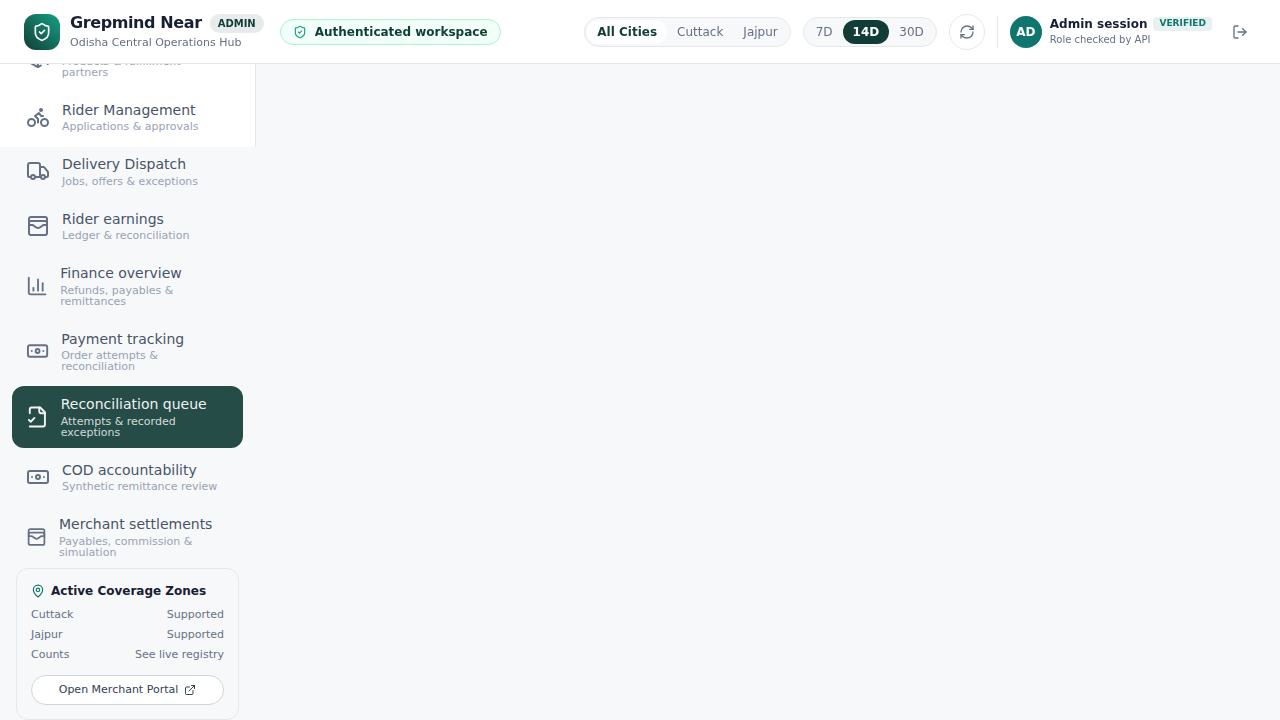 Grepmind Near ADMIN
Odisha Central Operations Hub
Authenticated workspace
All Cities Cuttack Jajpur
7D 14D 30D
AD
Admin session VERIFIED
Role checked by API
partners
Rider Management
Applications & approvals
Delivery Dispatch
Jobs, offers & exceptions
Rider earnings
Ledger & reconciliation
Finance overview
Refunds, payables &
remittances
Payment tracking
Order attempts &
reconciliation
Reconciliation queue
Attempts & recorded
exceptions
COD accountability
Synthetic remittance review
Merchant settlements
Payables, commission &
simulation
Active Coverage Zones
Cuttack Supported
Jajpur Supported
Counts See live registry
Open Merchant Portal